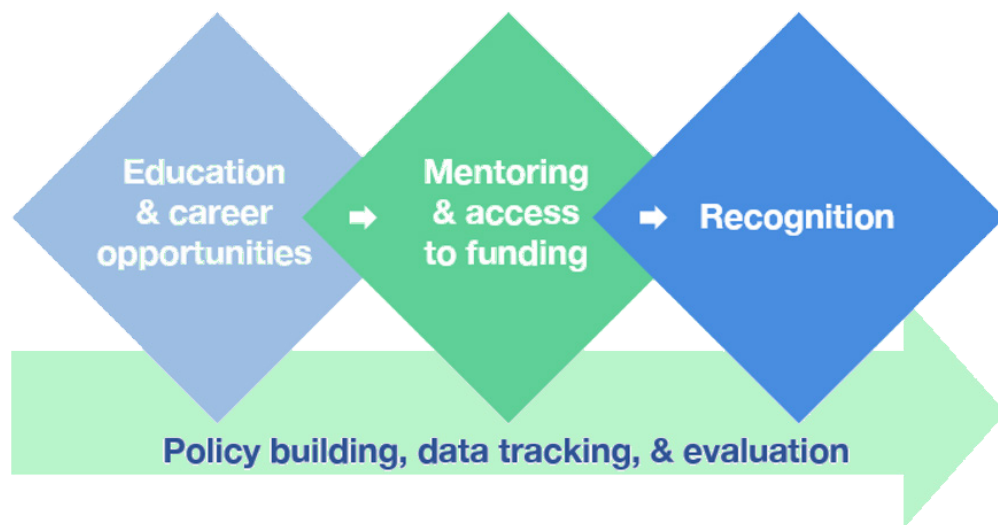 Education
& career
opportunities
Mentoring
& access
to funding
Recognition
Policy building, data tracking, & evaluation